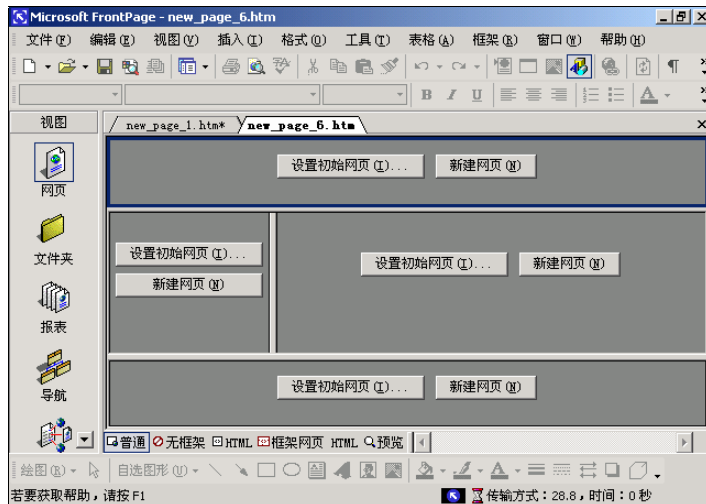 Microsoft FrontPage - new_page_6.htm
文件(F) 编辑(E) 视图(V) 插入(I) 格式(O) 工具(T) 表格(A) 框架(R) 窗口(W) 帮助(H)
B I U A
视图 new_page_1.htm* new_page_6.htm
设置初始网页(I)... 新建网页(N)
网页
设置初始网页(I)...
新建网页(N)
设置初始网页(I)... 新建网页(N)
文件夹
报表
导航
设置初始网页(I)... 新建网页(N)
普通 无框架 HTML 框架网页 HTML 预览
绘图(R) 自选图形(U) A
若要获取帮助，请按 F1 传输方式：28.8，时间：0 秒